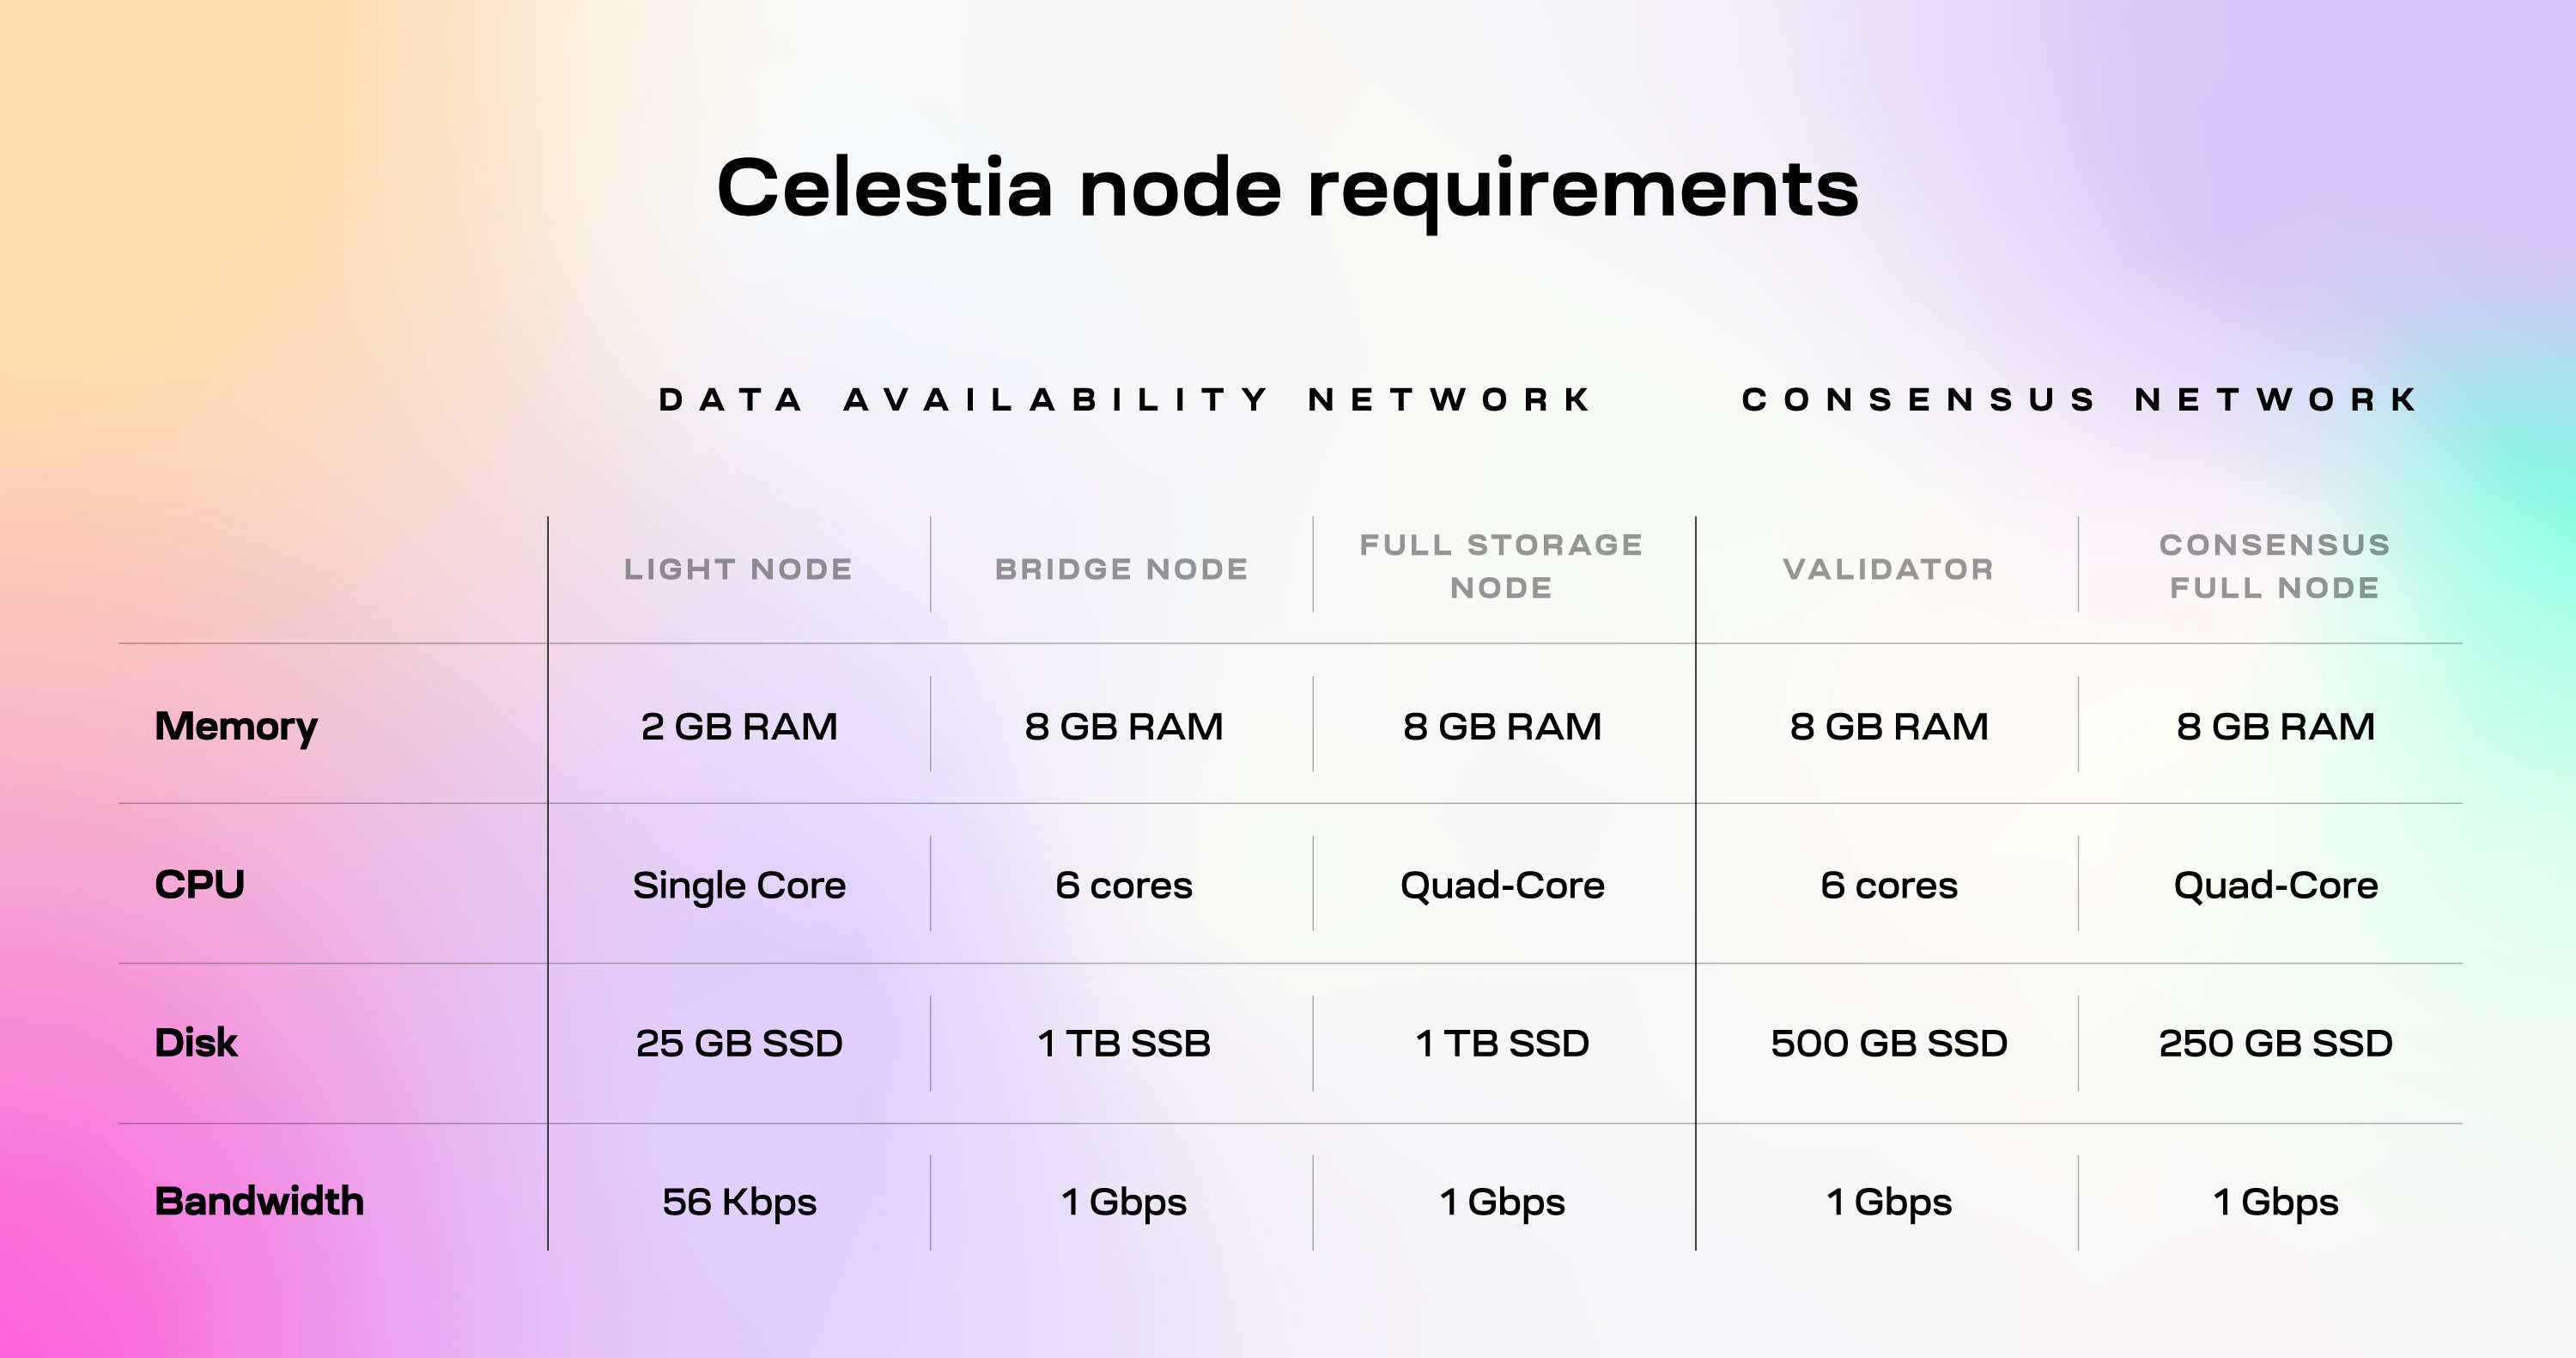 Celestia node requirements
DATA AVAILABILITY NETWORK CONSENSUS NETWORK
LIGHT NODE BRIDGE NODE FULL STORAGE NODE VALIDATOR CONSENSUS FULL NODE
Memory 2 GB RAM 8 GB RAM 8 GB RAM 8 GB RAM 8 GB RAM
CPU Single Core 6 cores Quad-Core 6 cores Quad-Core
Disk 25 GB SSD 1 TB SSB 1 TB SSD 500 GB SSD 250 GB SSD
Bandwidth 56 Kbps 1 Gbps 1 Gbps 1 Gbps 1 Gbps